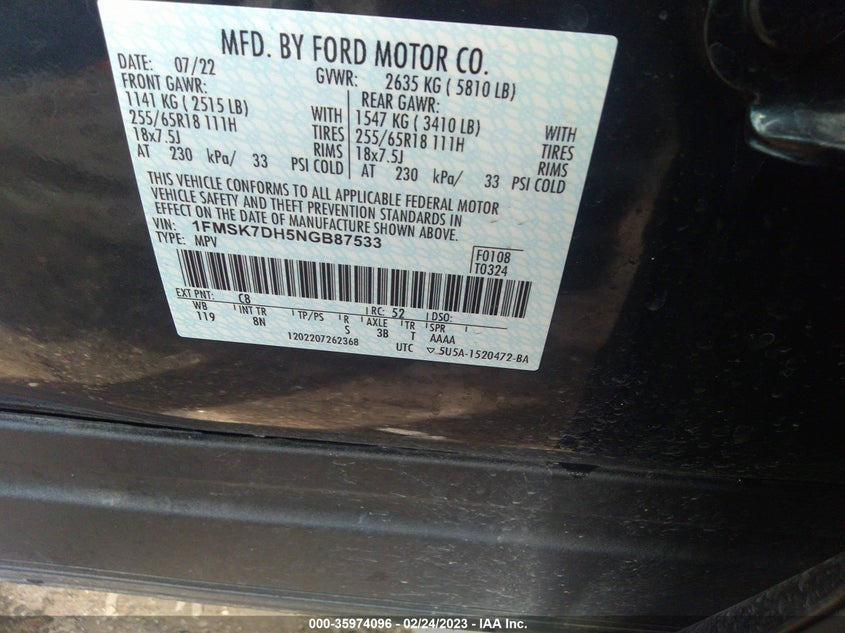 MFD. BY FORD MOTOR CO.
DATE: 07/22 GVWR: 2635 KG ( 5810 LB)
FRONT GAWR: REAR GAWR:
1141 KG ( 2515 LB) WITH 1547 KG ( 3410 LB) WITH
255/65R18 111H TIRES 255/65R18 111H TIRES
18x7.5J RIMS 18x7.5J RIMS
AT 230 kPa/ 33 PSI COLD AT 230 kPa/ 33 PSI COLD
THIS VEHICLE CONFORMS TO ALL APPLICABLE FEDERAL MOTOR
VEHICLE SAFETY AND THEFT PREVENTION STANDARDS IN
EFFECT ON THE DATE OF MANUFACTURE SHOWN ABOVE.
VIN: 1FMSK7DH5NGB87533
TYPE: MPV
F0108
T0324
EXT PNT: C8 RC: 52 DSO:
WB INT TR TP/PS R AXLE TR SPR
119 8N S 3B T AAAA
1202207262368 UTC ▽ 5U5A-1520472-BA
000-35974096 - 02/24/2023 - IAA Inc.